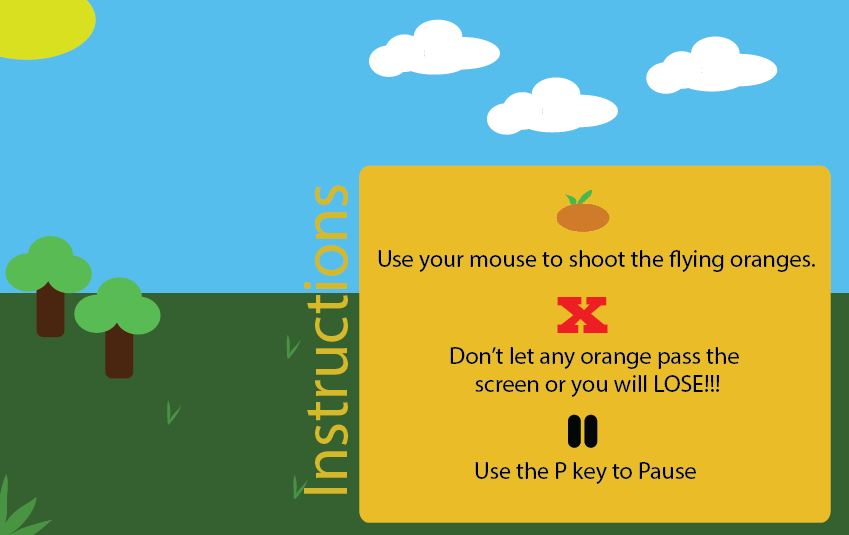 Instructions
Use your mouse to shoot the flying oranges.
X
Don’t let any orange pass the
screen or you will LOSE!!!
Use the P key to Pause